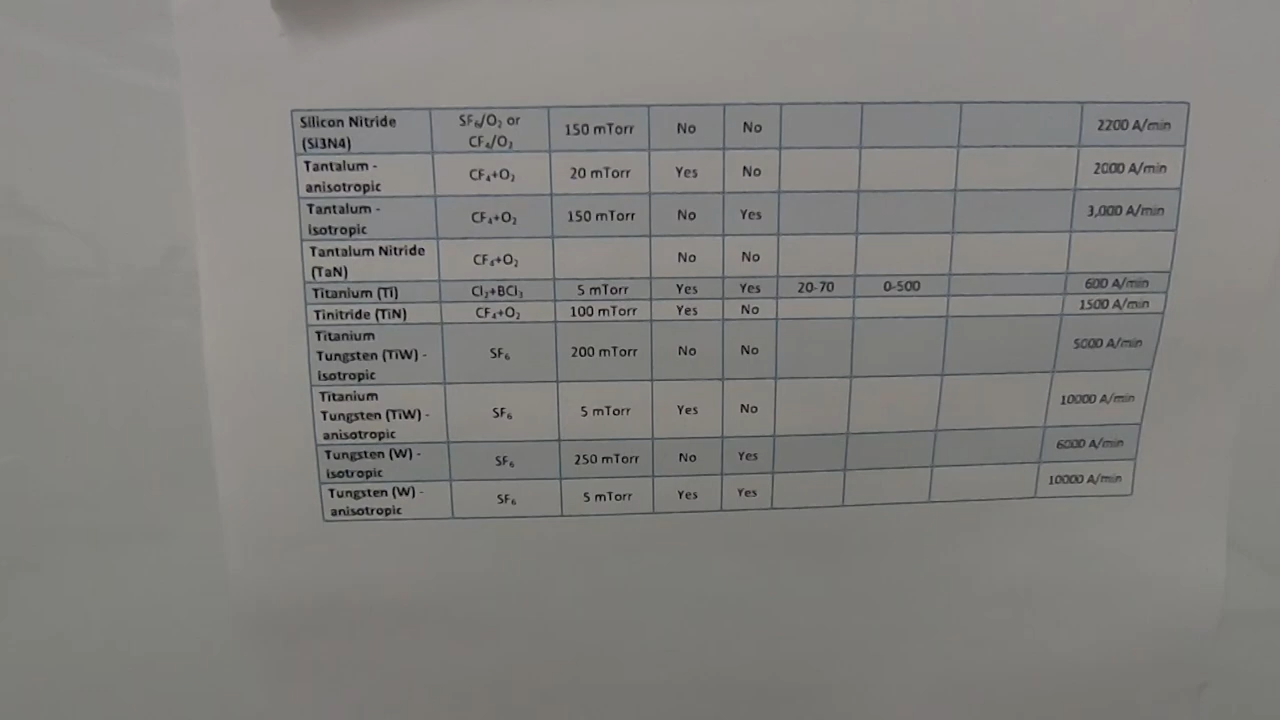 Silicon Nitride (Si3N4) SF₆/O₂ or CF₄/O₂ 150 mTorr No No 2200 A/min
Tantalum - anisotropic CF₄+O₂ 20 mTorr Yes No 2000 A/min
Tantalum - isotropic CF₄+O₂ 150 mTorr No Yes 3,000 A/min
Tantalum Nitride (TaN) CF₄+O₂ No No
Titanium (Ti) Cl₂+BCl₃ 5 mTorr Yes Yes 20-70 0-500 600 A/min
Tinitride (TiN) CF₄+O₂ 100 mTorr Yes No 1500 A/min
Titanium Tungsten (TiW) - isotropic SF₆ 200 mTorr No No 5000 A/min
Titanium Tungsten (TiW) - anisotropic SF₆ 5 mTorr Yes No 10000 A/min
Tungsten (W) - isotropic SF₆ 250 mTorr No Yes 6000 A/min
Tungsten (W) - anisotropic SF₆ 5 mTorr Yes Yes 10000 A/min